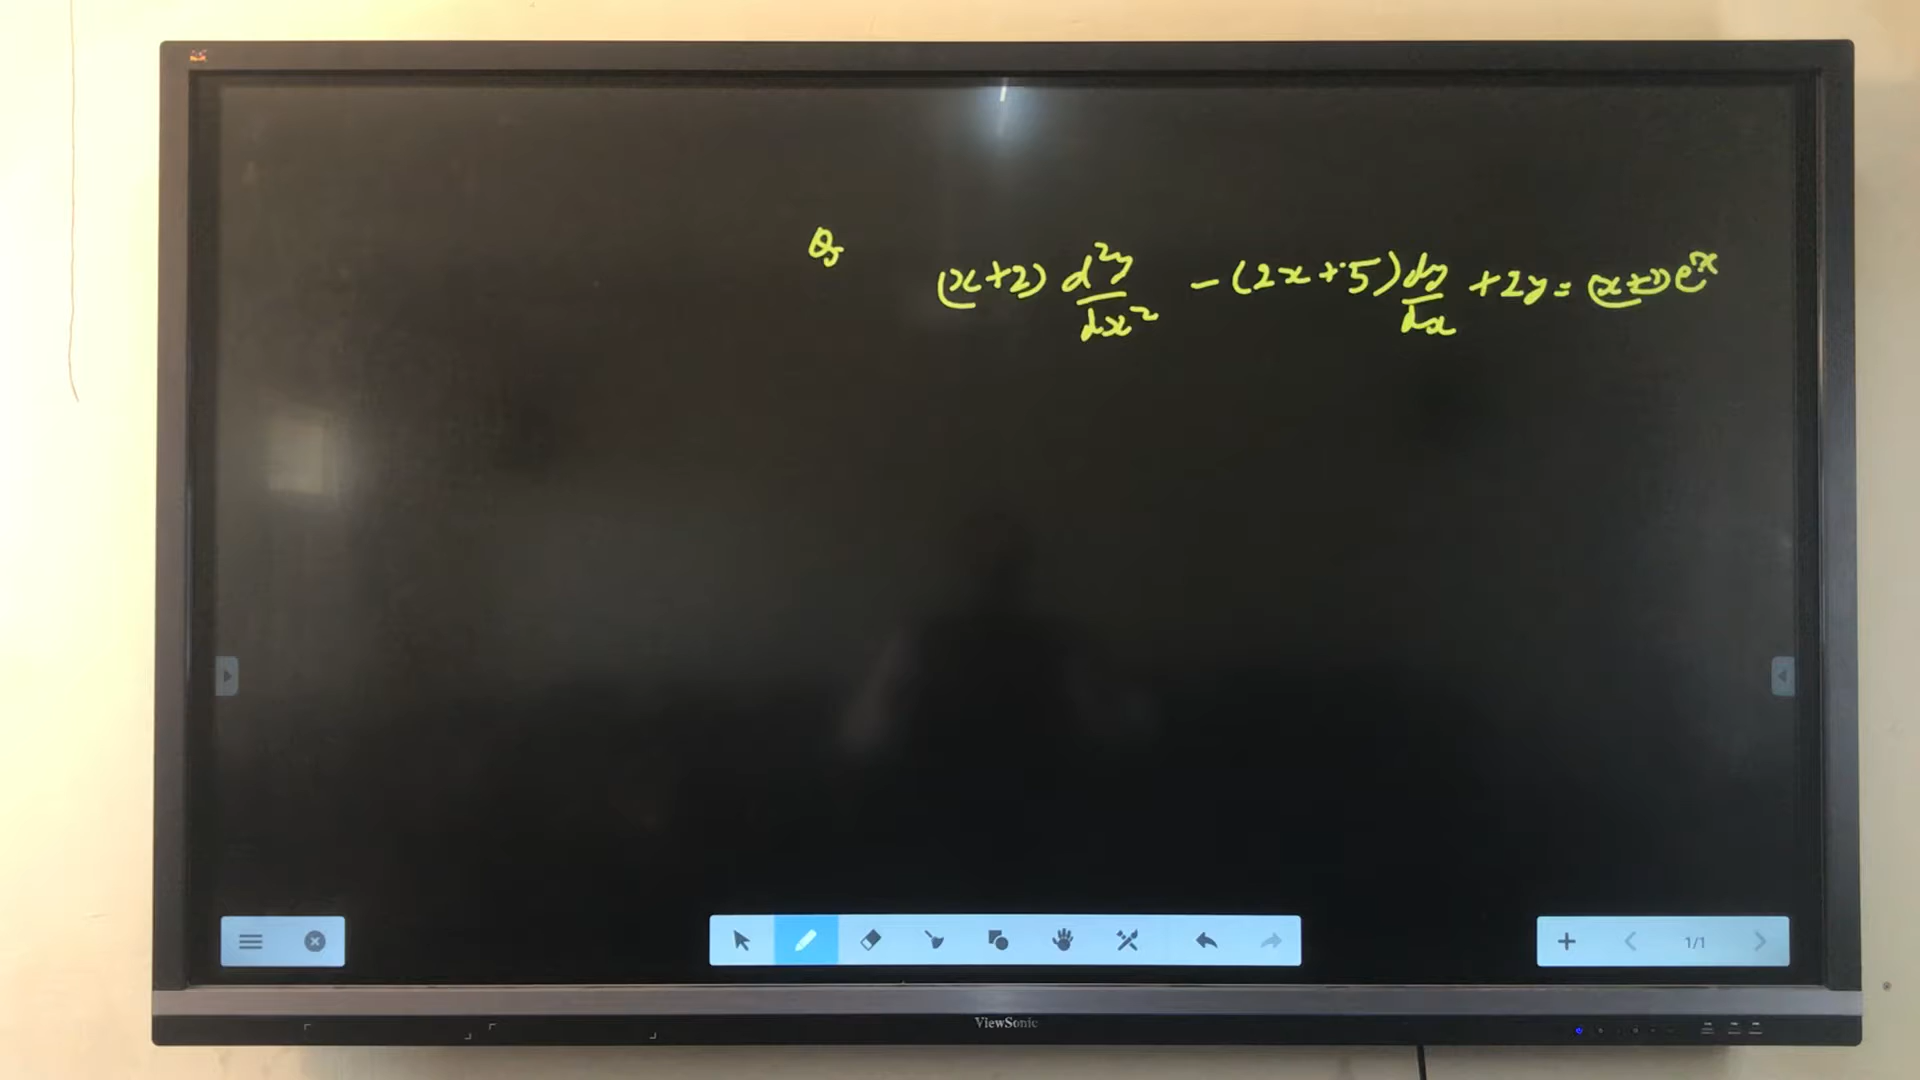 Q5 (x+2) d²y/dx² - (2x+5) dy/dx + 2y = (x+1)eˣ
1/1
ViewSonic